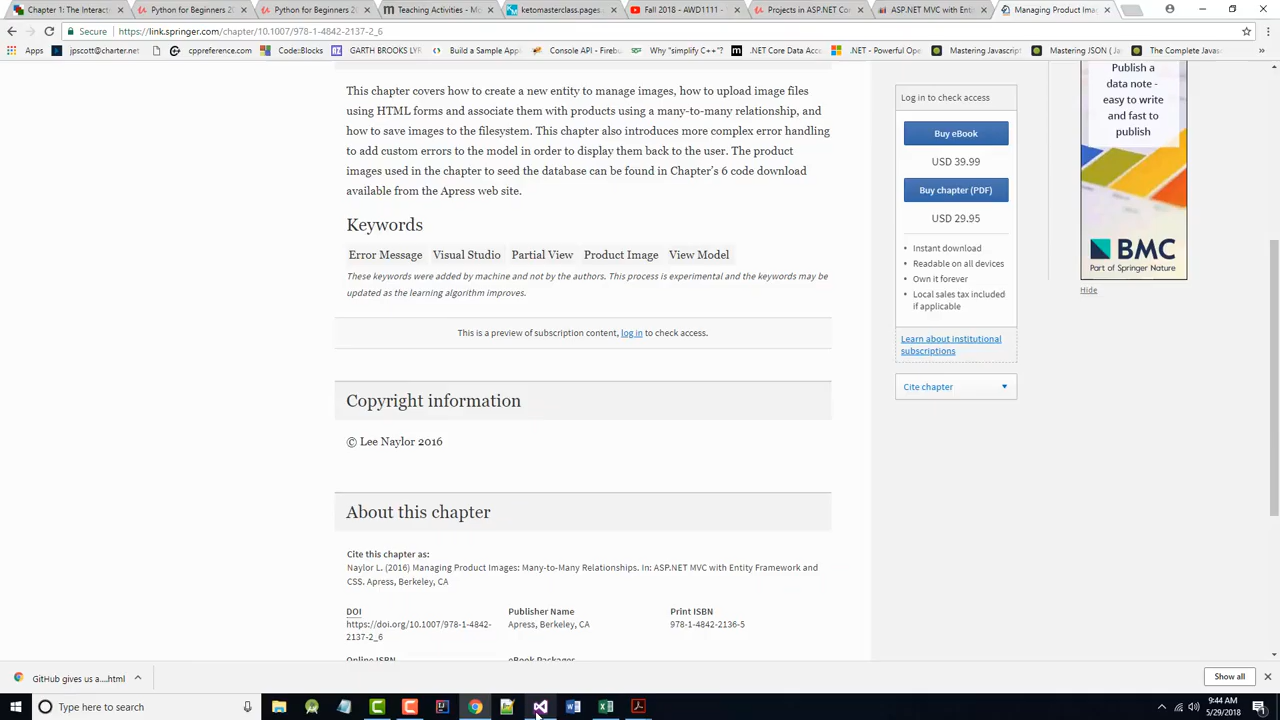 Chapter 1: The Interact
Python for Beginners 20
Python for Beginners 20
Teaching Activities - Mo
ketomasterclass.pages.
Fall 2018 - AWD1111 -
Projects in ASP.NET Co
ASP.NET MVC with Enti
Managing Product Imag
Secure
https://link.springer.com/chapter/10.1007/978-1-4842-2137-2_6
Apps
jpscott@charter.net
cppreference.com
Code::Blocks
GARTH BROOKS LY
Build a Sample App
Console API - Firebu
Why "simplify C++"?
.NET Core Data Acc
.NET - Powerful Ope
Mastering Javascript
Mastering JSON (
The Complete Javas
»
This chapter covers how to create a new entity to manage images, how to upload image files
using HTML forms and associate them with products using a many-to-many relationship, and
how to save images to the filesystem. This chapter also introduces more complex error handling
to add custom errors to the model in order to display them back to the user. The product
images used in the chapter to seed the database can be found in Chapter's 6 code download
available from the Apress web site.
Keywords
Error Message Visual Studio Partial View Product Image View Model
These keywords were added by machine and not by the authors. This process is experimental and the keywords may
be updated as the learning algorithm improves.
This is a preview of subscription content, log in to check access.
Copyright information
© Lee Naylor 2016
About this chapter
Cite this chapter as:
Naylor L. (2016) Managing Product Images: Many-to-Many Relationships. In: ASP.NET MVC with Entity Framework and
CSS. Apress, Berkeley, CA
DOI
https://doi.org/10.1007/978-1-4842-
2137-2_6
Publisher Name
Apress, Berkeley, CA
Print ISBN
978-1-4842-2136-5
Online ISBN
eBook Packages
Log in to check access
Buy eBook
USD 39.99
Buy chapter (PDF)
USD 29.95
Instant download
Readable on all devices
Own it forever
Local sales tax included
if applicable
Learn about institutional
subscriptions
Cite chapter
Publish a
data note -
easy to write
and fast to
publish
BMC
Part of Springer Nature
Hide
GitHub gives us a....html
Show all
Type here to search
9:44 AM
5/29/2018